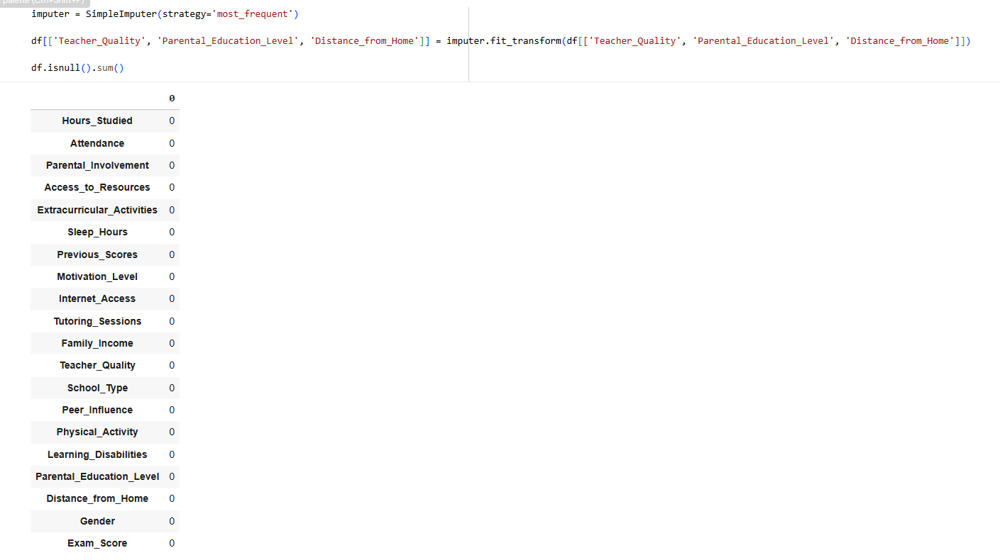 palette (Ctrl+Shift+P)
imputer = SimpleImputer(strategy='most_frequent')
df[['Teacher_Quality', 'Parental_Education_Level', 'Distance_from_Home']] = imputer.fit_transform(df[['Teacher_Quality', 'Parental_Education_Level', 'Distance_from_Home']])
df.isnull().sum()
0
Hours_Studied 0
Attendance 0
Parental_Involvement 0
Access_to_Resources 0
Extracurricular_Activities 0
Sleep_Hours 0
Previous_Scores 0
Motivation_Level 0
Internet_Access 0
Tutoring_Sessions 0
Family_Income 0
Teacher_Quality 0
School_Type 0
Peer_Influence 0
Physical_Activity 0
Learning_Disabilities 0
Parental_Education_Level 0
Distance_from_Home 0
Gender 0
Exam_Score 0